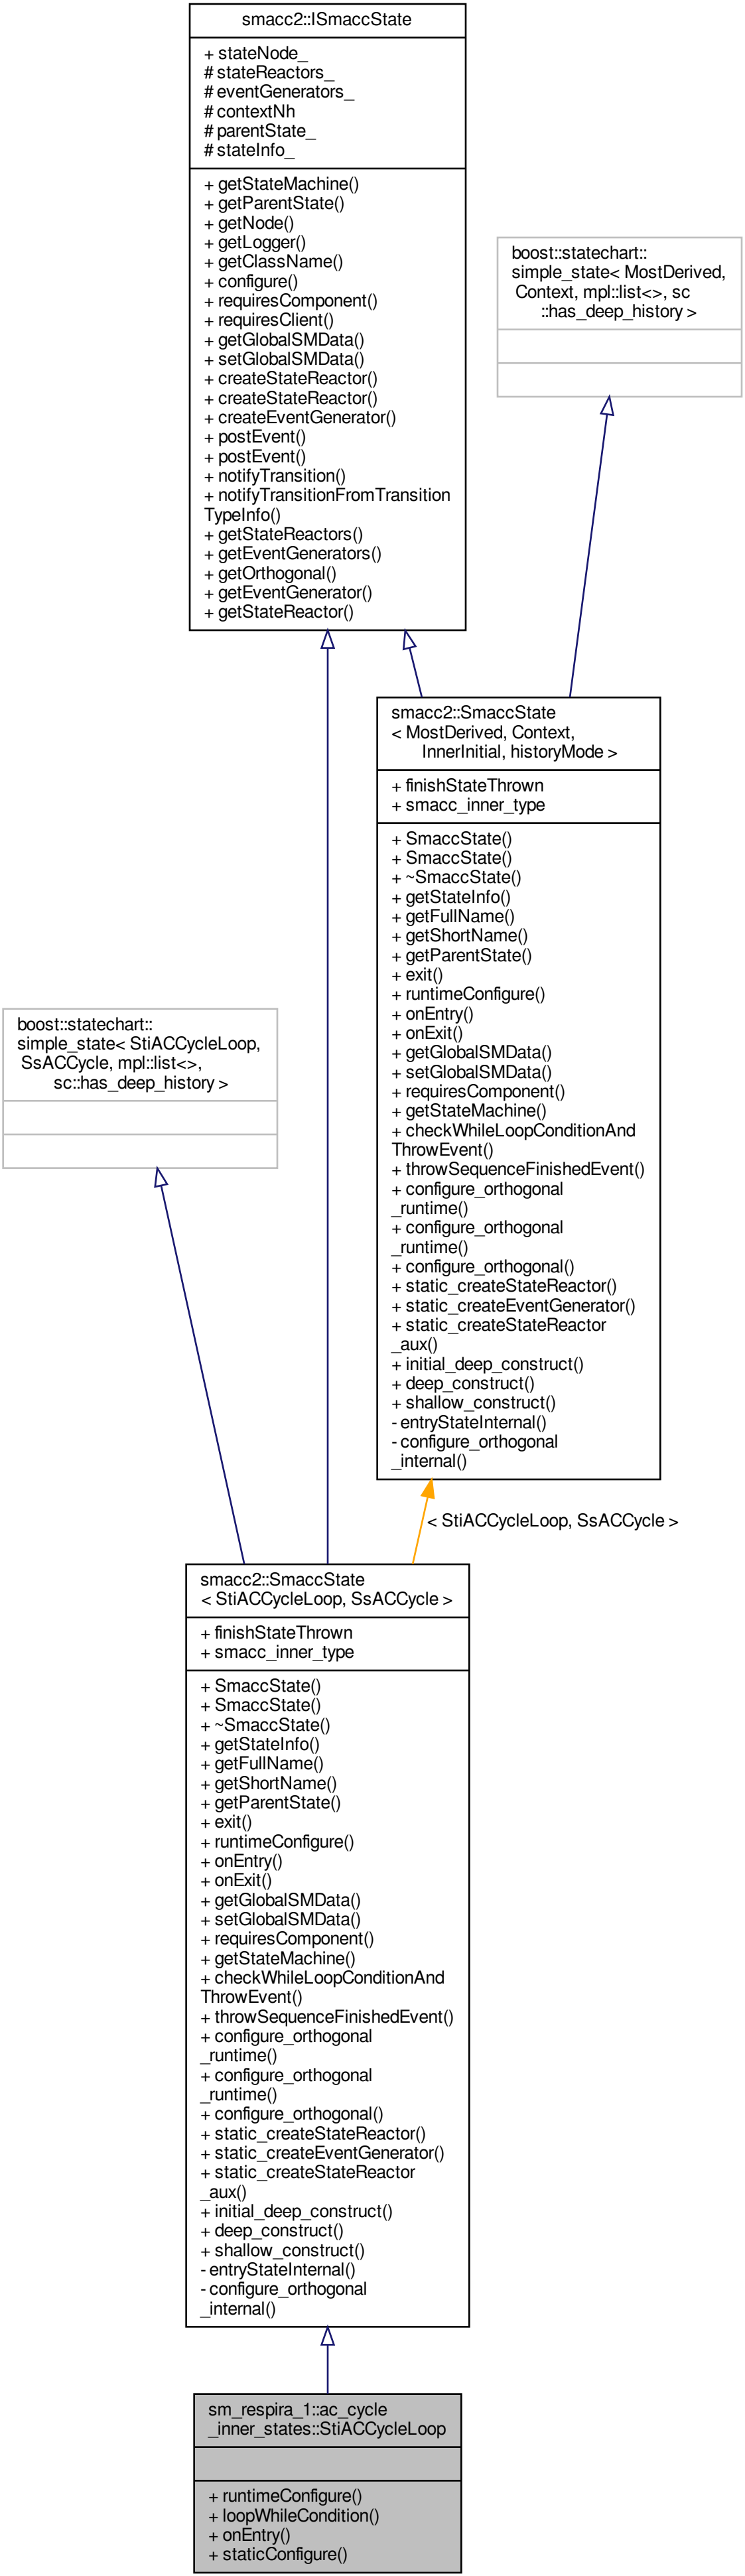 smacc2::ISmaccState
+ stateNode_
# stateReactors_
# eventGenerators_
# contextNh
# parentState_
# stateInfo_
+ getStateMachine()
+ getParentState()
+ getNode()
+ getLogger()
+ getClassName()
+ configure()
+ requiresComponent()
+ requiresClient()
+ getGlobalSMData()
+ setGlobalSMData()
+ createStateReactor()
+ createStateReactor()
+ createEventGenerator()
+ postEvent()
+ postEvent()
+ notifyTransition()
+ notifyTransitionFromTransition
TypeInfo()
+ getStateReactors()
+ getEventGenerators()
+ getOrthogonal()
+ getEventGenerator()
+ getStateReactor()
boost::statechart::
simple_state< MostDerived,
Context, mpl::list<>, sc
::has_deep_history >
smacc2::SmaccState
< MostDerived, Context,
InnerInitial, historyMode >
+ finishStateThrown
+ smacc_inner_type
+ SmaccState()
+ SmaccState()
+ ~SmaccState()
+ getStateInfo()
+ getFullName()
+ getShortName()
+ getParentState()
+ exit()
+ runtimeConfigure()
+ onEntry()
+ onExit()
+ getGlobalSMData()
+ setGlobalSMData()
+ requiresComponent()
+ getStateMachine()
+ checkWhileLoopConditionAnd
ThrowEvent()
+ throwSequenceFinishedEvent()
+ configure_orthogonal
_runtime()
+ configure_orthogonal
_runtime()
+ configure_orthogonal()
+ static_createStateReactor()
+ static_createEventGenerator()
+ static_createStateReactor
_aux()
+ initial_deep_construct()
+ deep_construct()
+ shallow_construct()
- entryStateInternal()
- configure_orthogonal
_internal()
boost::statechart::
simple_state< StiACCycleLoop,
SsACCycle, mpl::list<>,
sc::has_deep_history >
< StiACCycleLoop, SsACCycle >
smacc2::SmaccState
< StiACCycleLoop, SsACCycle >
+ finishStateThrown
+ smacc_inner_type
+ SmaccState()
+ SmaccState()
+ ~SmaccState()
+ getStateInfo()
+ getFullName()
+ getShortName()
+ getParentState()
+ exit()
+ runtimeConfigure()
+ onEntry()
+ onExit()
+ getGlobalSMData()
+ setGlobalSMData()
+ requiresComponent()
+ getStateMachine()
+ checkWhileLoopConditionAnd
ThrowEvent()
+ throwSequenceFinishedEvent()
+ configure_orthogonal
_runtime()
+ configure_orthogonal
_runtime()
+ configure_orthogonal()
+ static_createStateReactor()
+ static_createEventGenerator()
+ static_createStateReactor
_aux()
+ initial_deep_construct()
+ deep_construct()
+ shallow_construct()
- entryStateInternal()
- configure_orthogonal
_internal()
sm_respira_1::ac_cycle
_inner_states::StiACCycleLoop
+ runtimeConfigure()
+ loopWhileCondition()
+ onEntry()
+ staticConfigure()